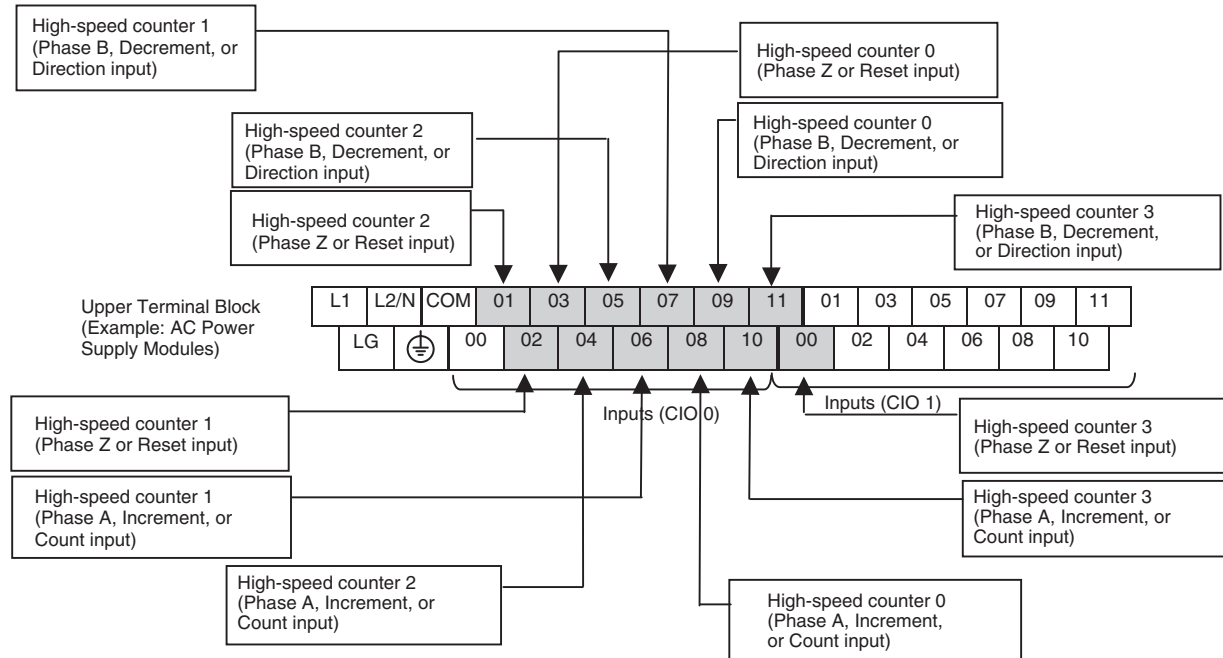 High-speed counter 1
(Phase B, Decrement, or
Direction input)
High-speed counter 0
(Phase Z or Reset input)
High-speed counter 2
(Phase B, Decrement, or
Direction input)
High-speed counter 0
(Phase B, Decrement, or
Direction input)
High-speed counter 2
(Phase Z or Reset input)
High-speed counter 3
(Phase B, Decrement,
or Direction input)
Upper Terminal Block
(Example: AC Power
Supply Modules)
L1 L2/N COM 01 03 05 07 09 11 01 03 05 07 09 11
LG 00 02 04 06 08 10 00 02 04 06 08 10
Inputs (CIO 0)
Inputs (CIO 1)
High-speed counter 1
(Phase Z or Reset input)
High-speed counter 3
(Phase Z or Reset input)
High-speed counter 1
(Phase A, Increment, or
Count input)
High-speed counter 3
(Phase A, Increment, or
Count input)
High-speed counter 2
(Phase A, Increment, or
Count input)
High-speed counter 0
(Phase A, Increment,
or Count input)